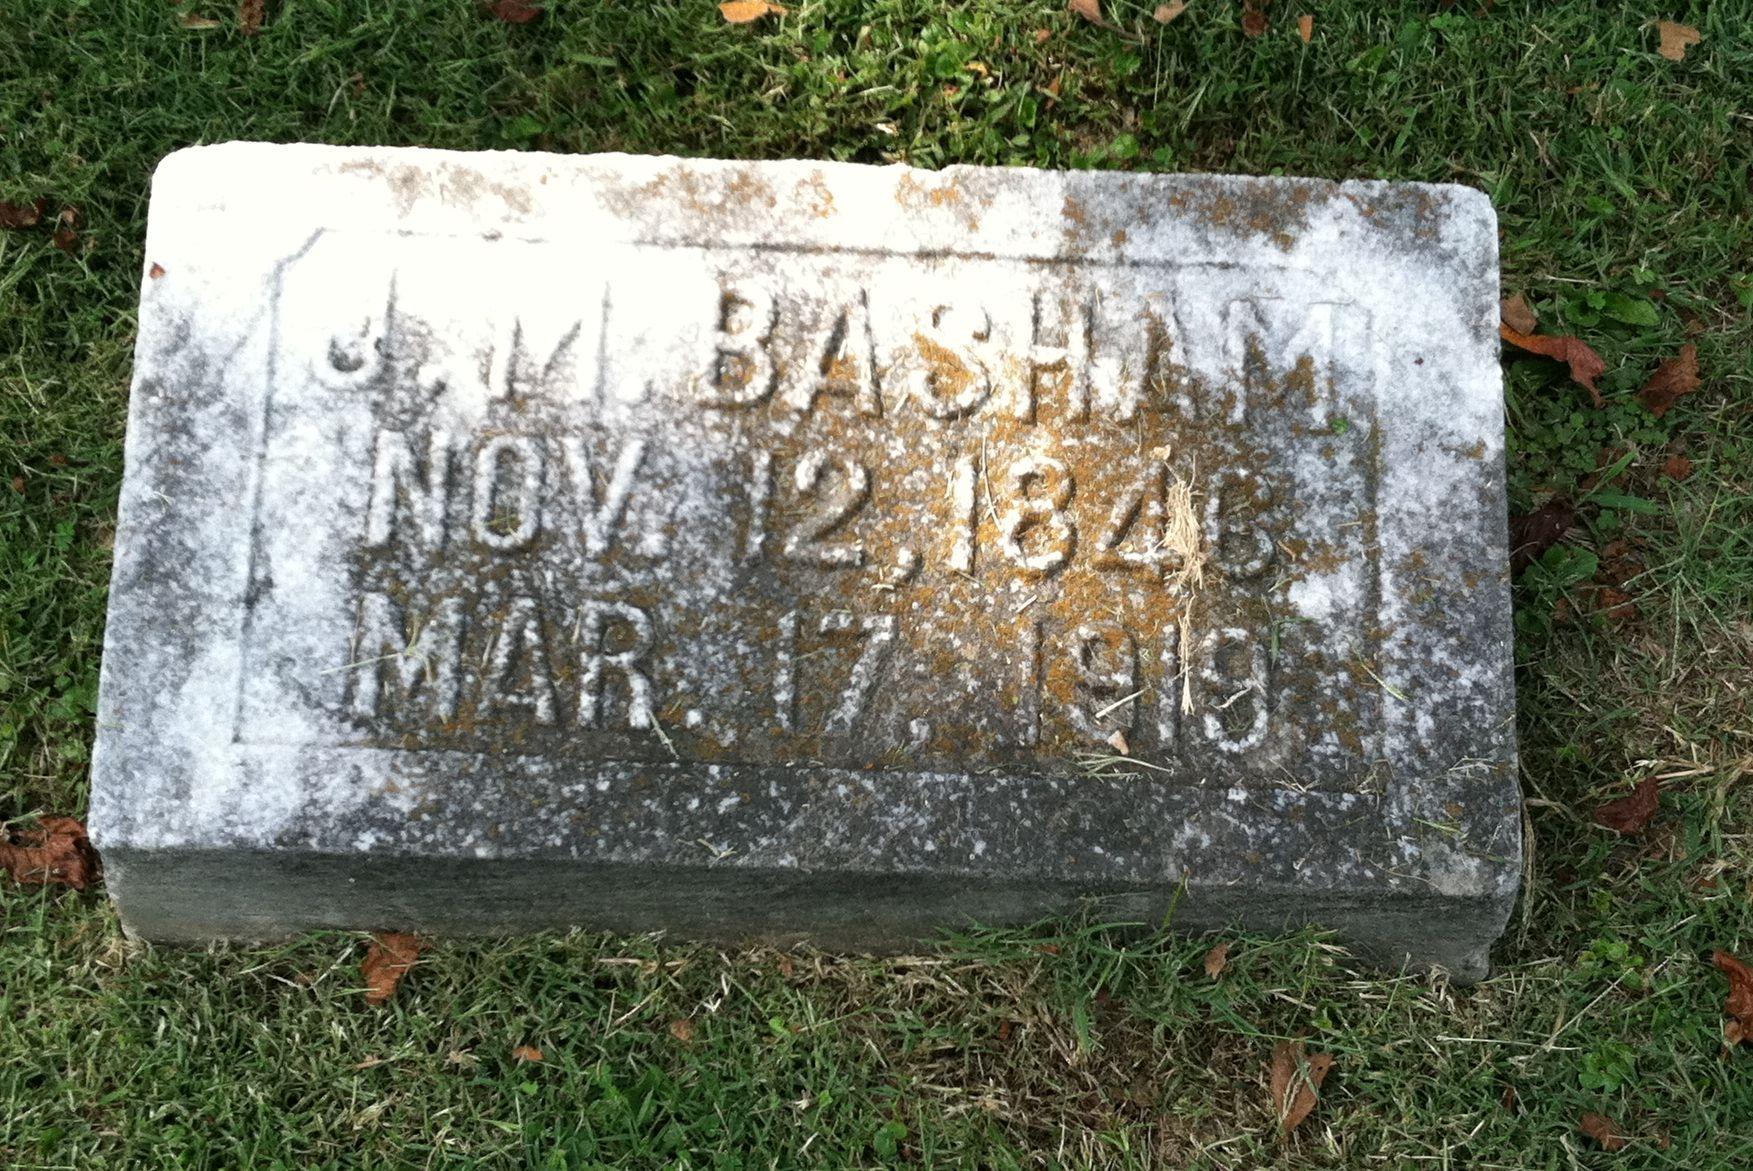 J. M. BASHAM
NOV. 12, 1846
MAR. 17. 1919